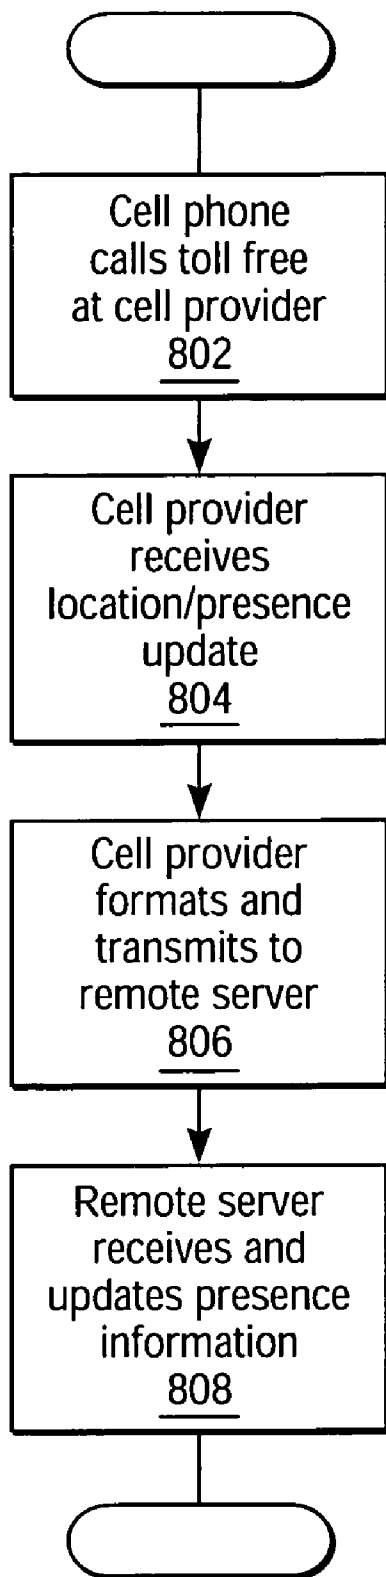 Cell phone
calls toll free
at cell provider
802
Cell provider
receives
location/presence
update
804
Cell provider
formats and
transmits to
remote server
806
Remote server
receives and
updates presence
information
808